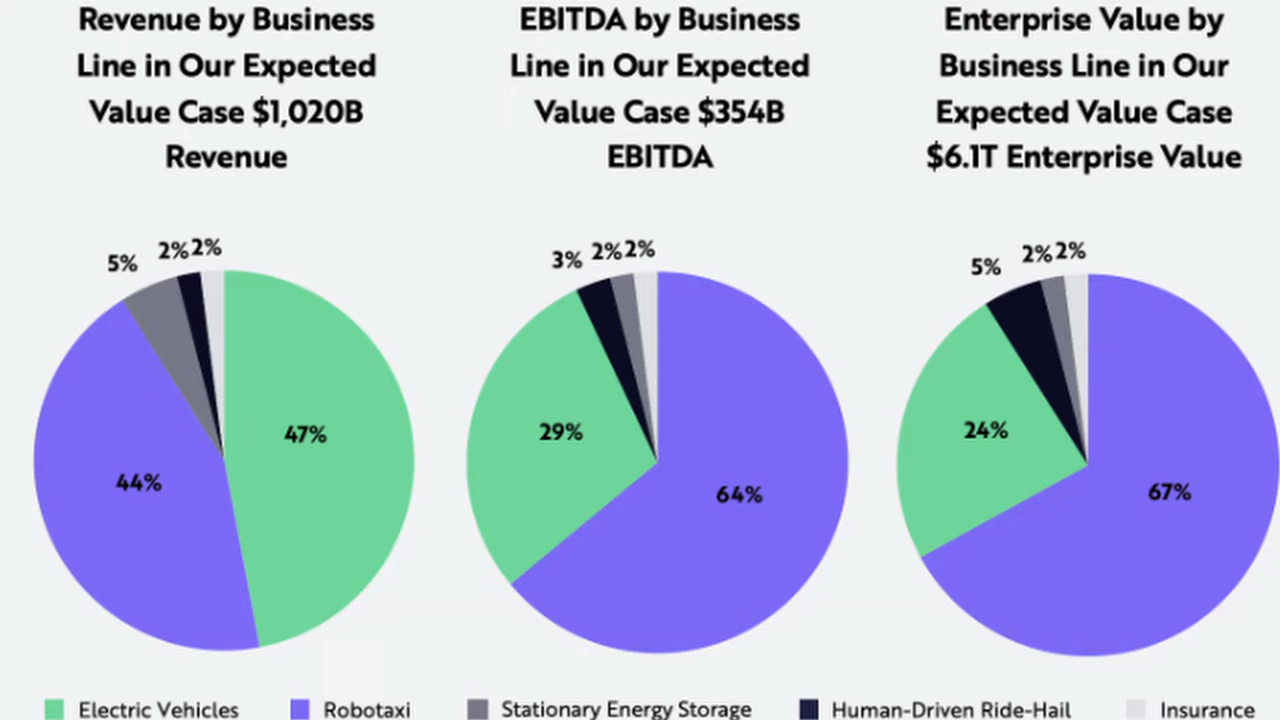 Revenue by Business
Line in Our Expected
Value Case $1,020B
Revenue
EBITDA by Business
Line in Our Expected
Value Case $354B
EBITDA
Enterprise Value by
Business Line in Our
Expected Value Case
$6.1T Enterprise Value
5%
2%
2%
47%
44%
3%
2%
2%
29%
64%
5%
2%
2%
24%
67%
Electric Vehicles
Robotaxi
Stationary Energy Storage
Human-Driven Ride-Hail
Insurance